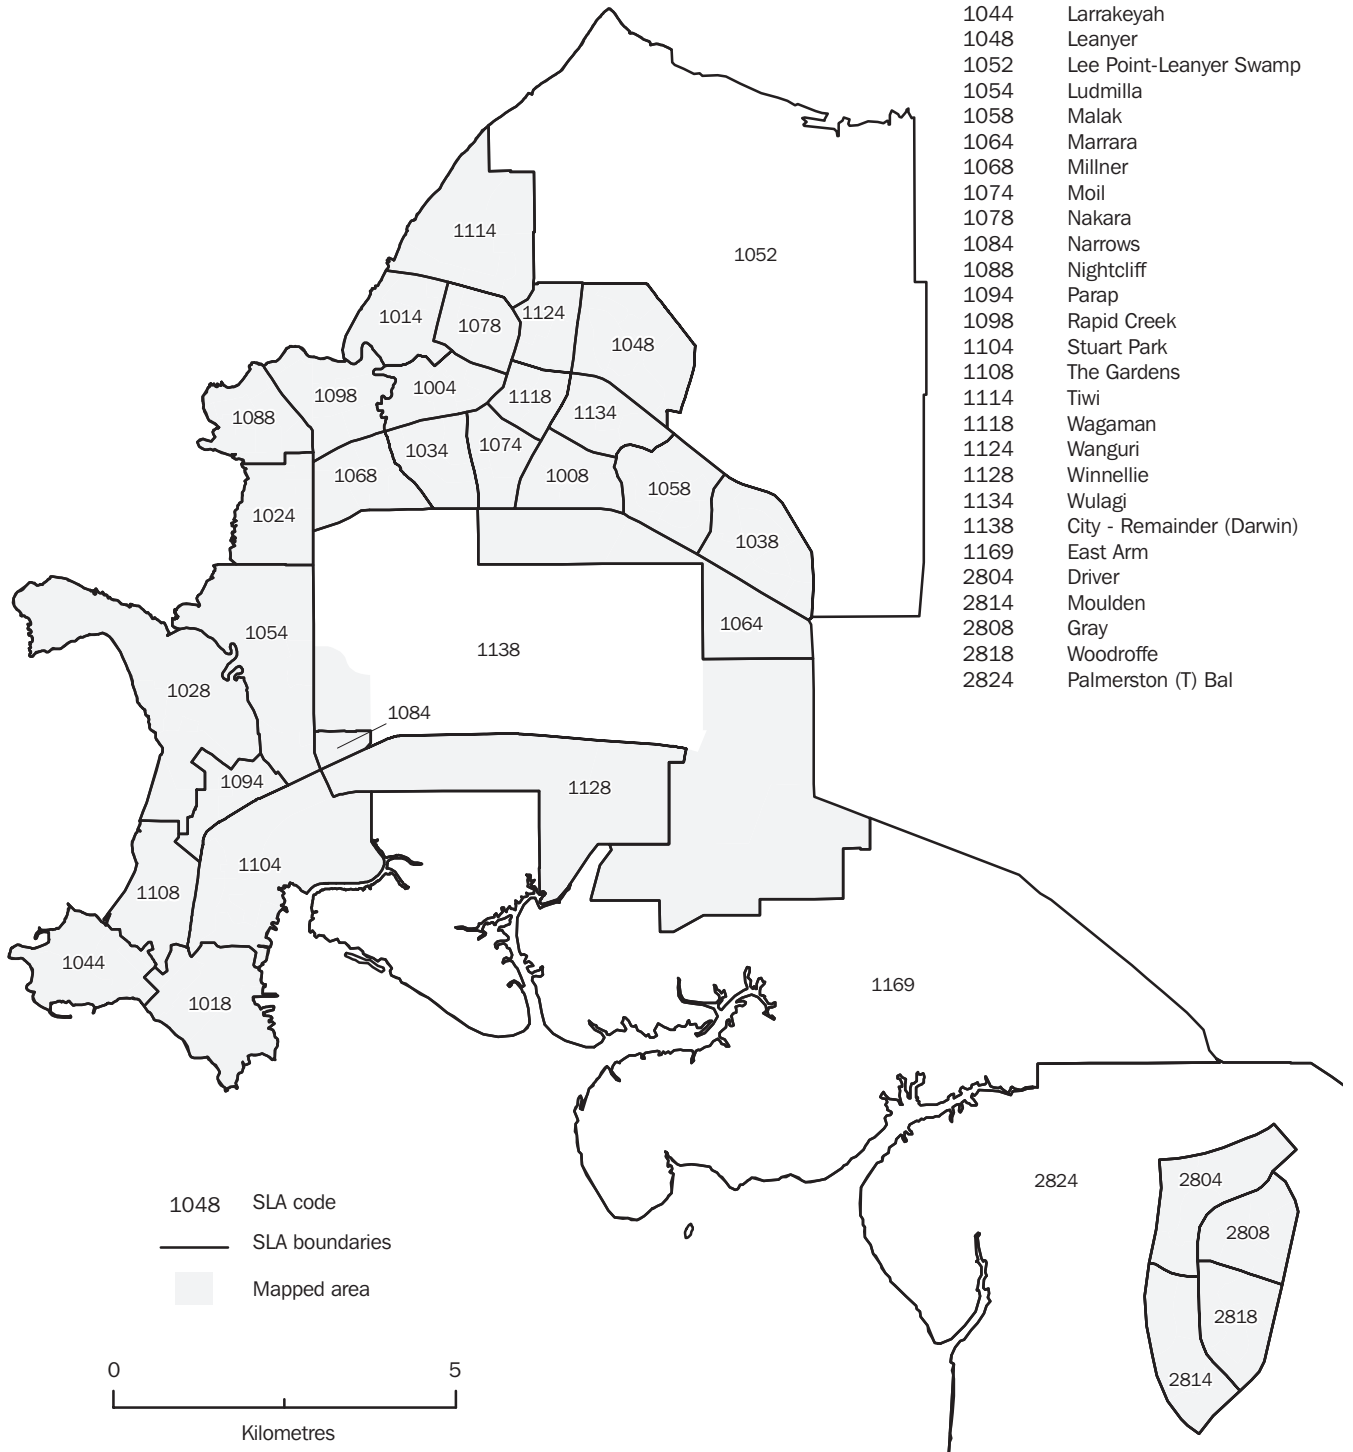 1044 Larrakeyah
1048 Leanyer
1052 Lee Point-Leanyer Swamp
1054 Ludmilla
1058 Malak
1064 Marrara
1068 Millner
1074 Moil
1078 Nakara
1084 Narrows
1088 Nightcliff
1094 Parap
1098 Rapid Creek
1104 Stuart Park
1108 The Gardens
1114 Tiwi
1118 Wagaman
1124 Wanguri
1128 Winnellie
1134 Wulagi
1138 City - Remainder (Darwin)
1169 East Arm
2804 Driver
2814 Moulden
2808 Gray
2818 Woodroffe
2824 Palmerston (T) Bal
1114
1052
1014
1078
1124
1048
1004
1098
1118
1088
1134
1034
1074
1068
1008
1058
1024
1038
1054
1064
1138
1028
1084
1094
1128
1104
1108
1044
1018
1169
2824
2804
2808
2818
2814
1048 SLA code
SLA boundaries
Mapped area
0 5
Kilometres